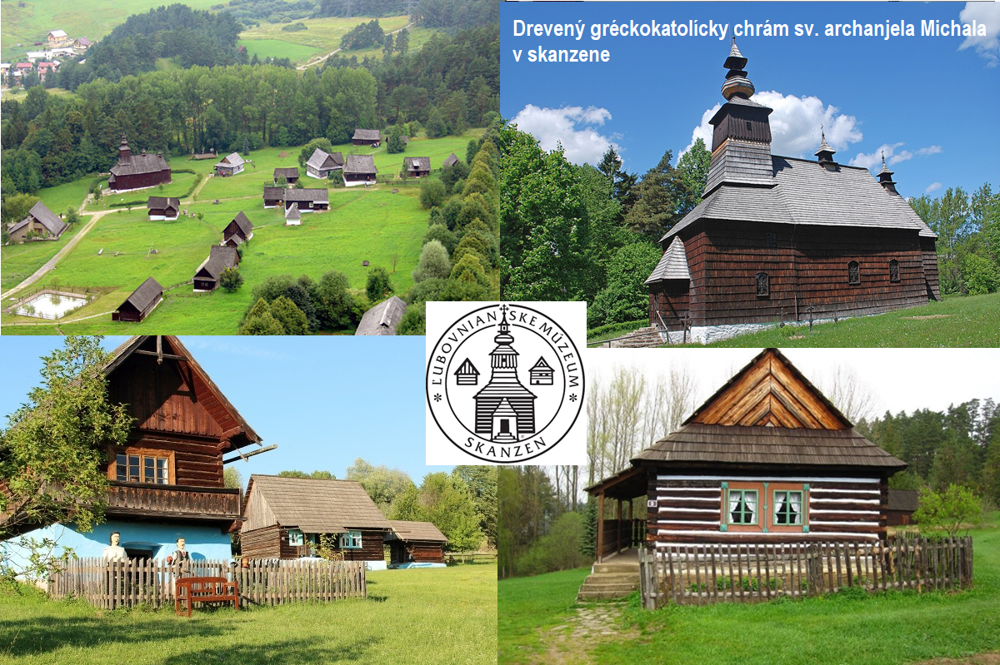 Drevený gréckokatolícky chrám sv. archanjela Michala
v skanzene
* ĽUBOVNIANSKE MÚZEUM *
SKANZEN